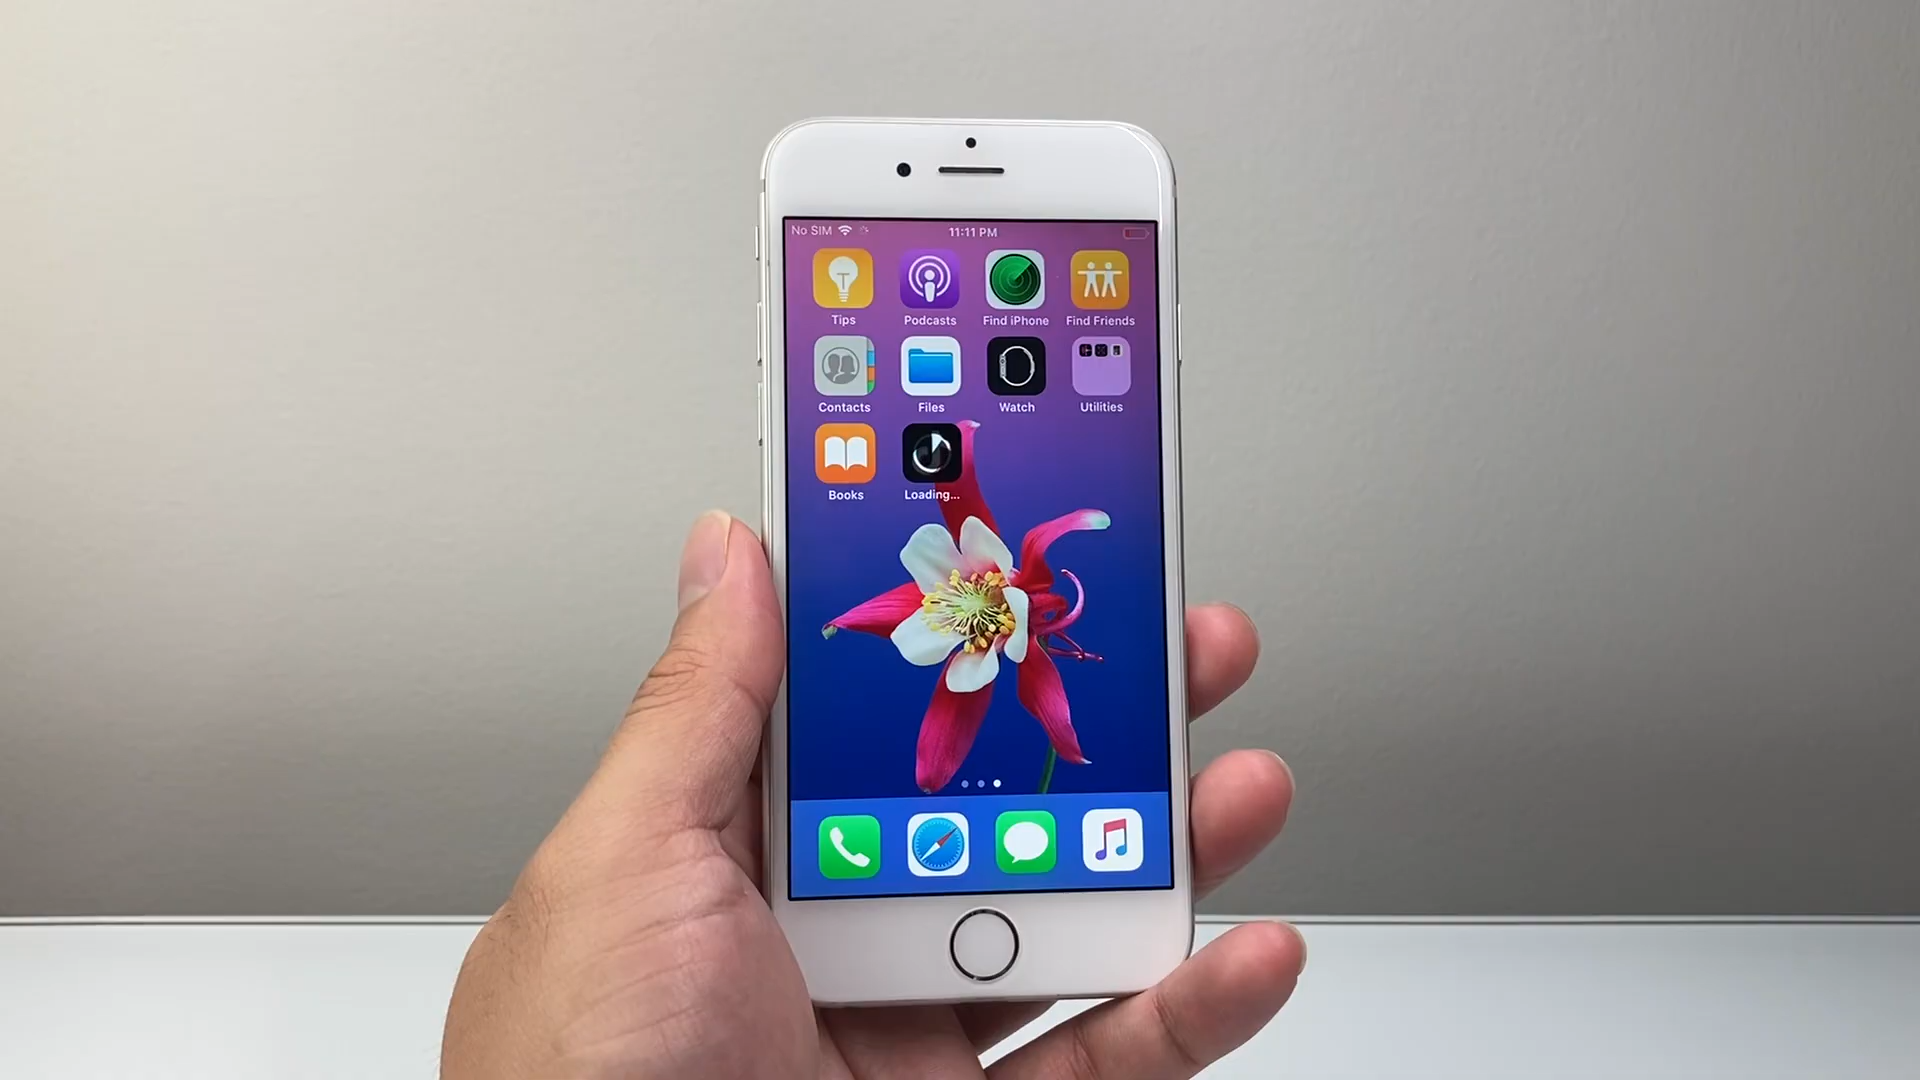 No SIM 11:11 PM
Tips Podcasts Find iPhone Find Friends
Contacts Files Watch Utilities
Books Loading...